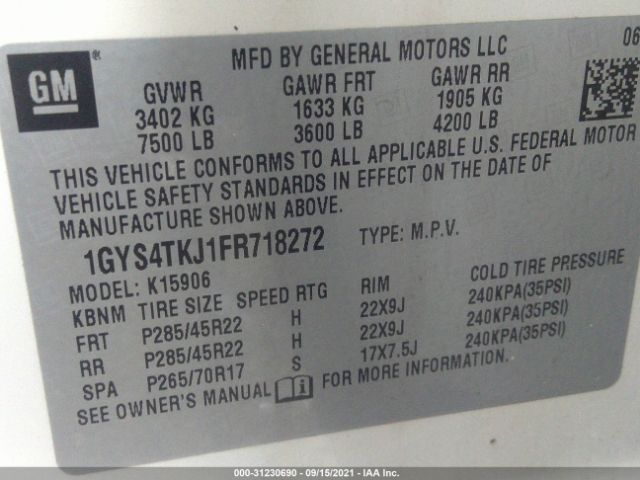 GM ®
MFD BY GENERAL MOTORS LLC 06
GVWR GAWR FRT GAWR RR
3402 KG 1633 KG 1905 KG
7500 LB 3600 LB 4200 LB
THIS VEHICLE CONFORMS TO ALL APPLICABLE U.S. FEDERAL MOTOR
VEHICLE SAFETY STANDARDS IN EFFECT ON THE DATE OF
MANUFACTURE SHOWN ABOVE.
1GYS4TKJ1FR718272 TYPE: M.P.V.
MODEL: K15906
KBNM TIRE SIZE SPEED RTG RIM COLD TIRE PRESSURE
FRT P285/45R22 H 22X9J 240KPA(35PSI)
RR P285/45R22 H 22X9J 240KPA(35PSI)
SPA P265/70R17 S 17X7.5J 240KPA(35PSI)
SEE OWNER'S MANUAL i FOR MORE INFORMATION.
000-31230690 - 09/15/2021 - IAA Inc.